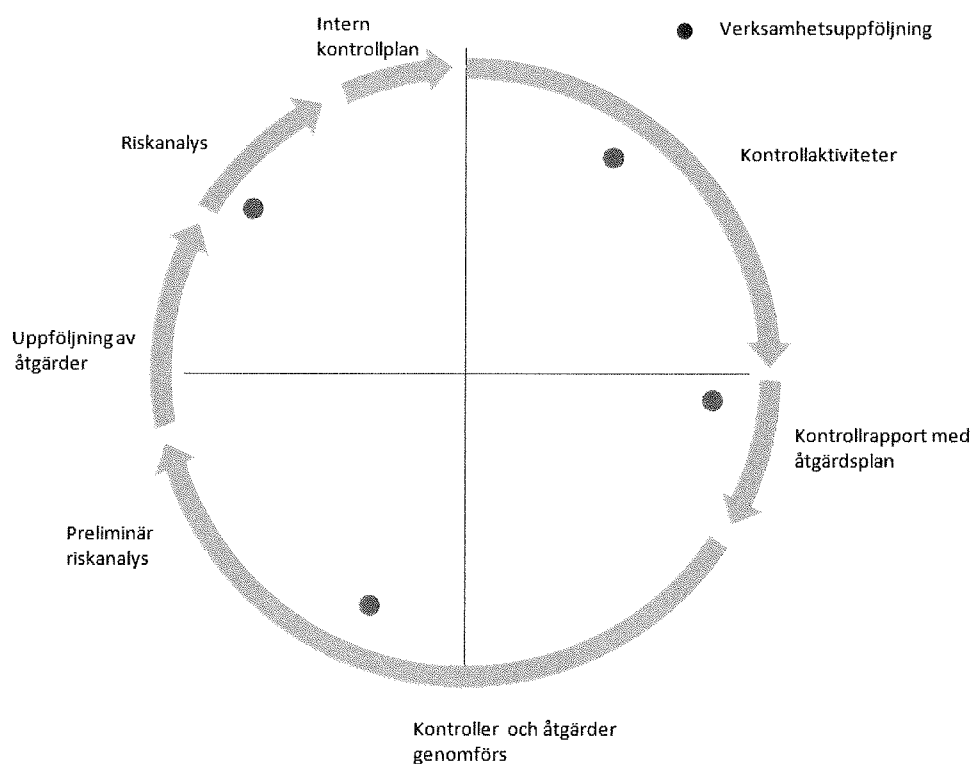 Intern
kontrollplan
Verksamhetsuppföljning
Riskanalys
Kontrollaktiviteter
Uppföljning av
åtgärder
Kontrollrapport med
åtgärdsplan
Preliminär
riskanalys
Kontroller och åtgärder
genomförs